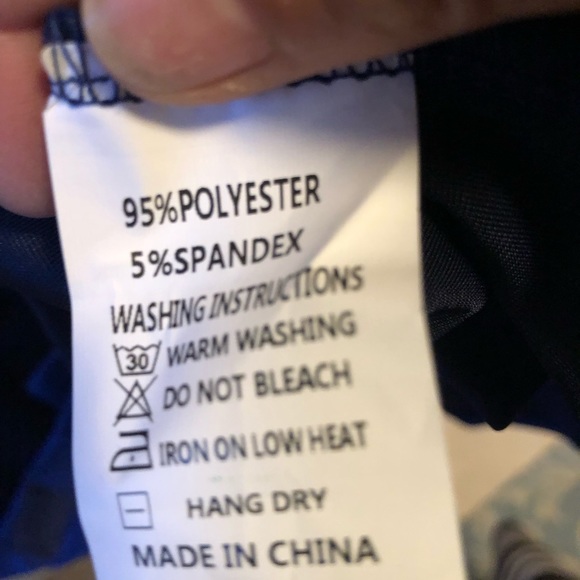 95%POLYESTER
5%SPANDEX
WASHING INSTRUCTIONS
30 WARM WASHING
DO NOT BLEACH
IRON ON LOW HEAT
HANG DRY
MADE IN CHINA